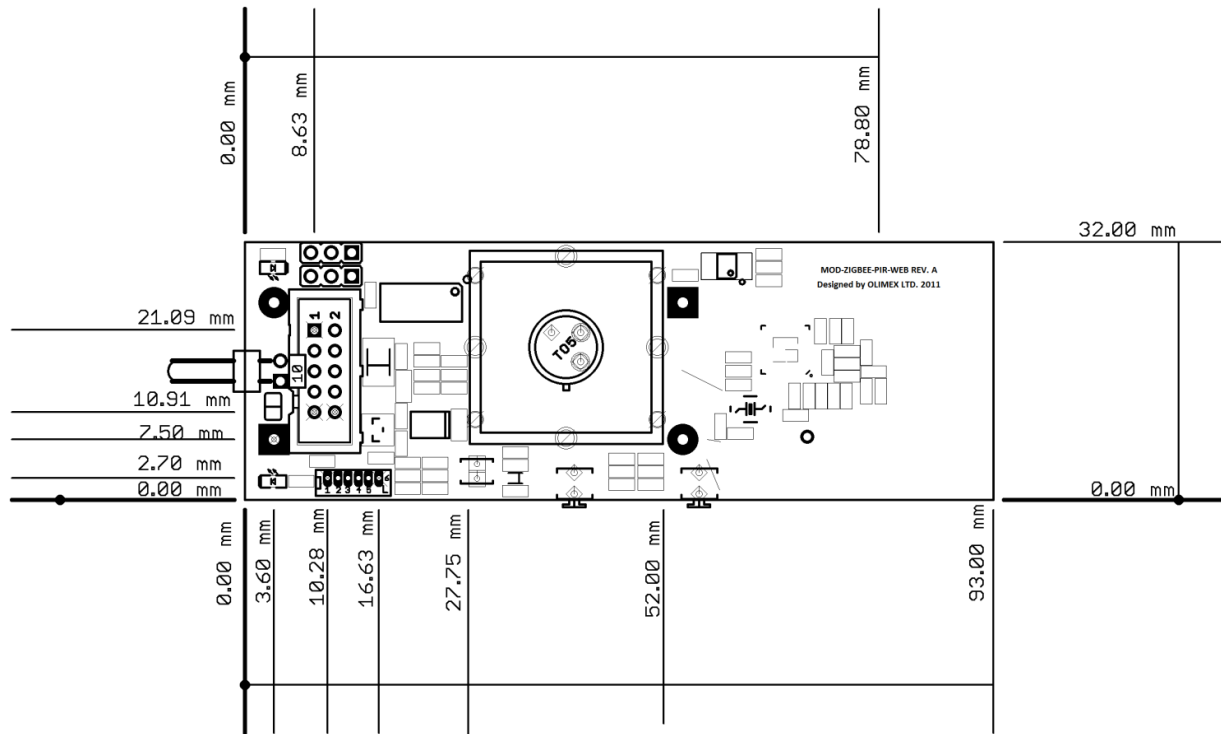 0.00 mm
8.63 mm
78.80 mm
32.00 mm
MOD-ZIGBEE-PIR-WEB REV. A
Designed by OLIMEX LTD. 2011
21.09 mm
1 2
TO5
10
10.91 mm
7.50 mm
2.70 mm
0.00 mm
1 2 3 4 5 6
0.00 mm
0.00 mm
3.60 mm
10.28 mm
16.63 mm
27.75 mm
52.00 mm
93.00 mm